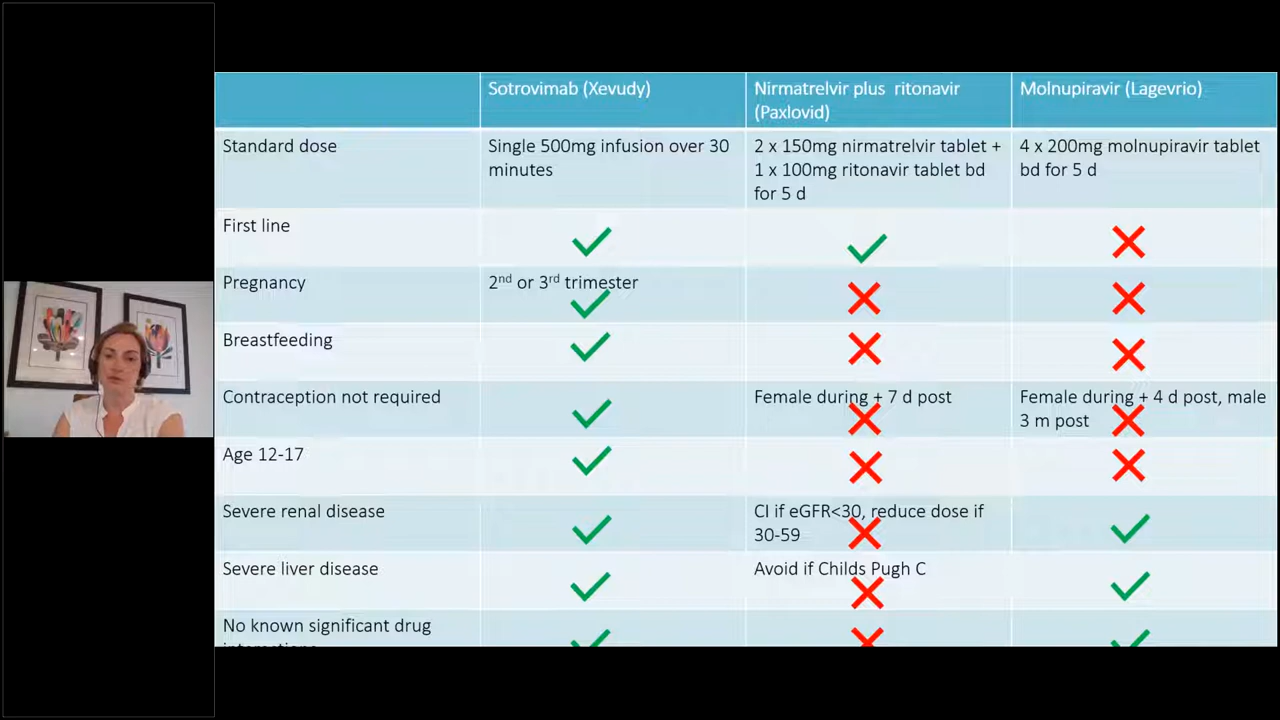 Sotrovimab (Xevudy)
Nirmatrelvir plus ritonavir
(Paxlovid)
Molnupiravir (Lagevrio)
Standard dose
Single 500mg infusion over 30
minutes
2 x 150mg nirmatrelvir tablet +
1 x 100mg ritonavir tablet bd
for 5 d
4 x 200mg molnupiravir tablet
bd for 5 d
First line
Pregnancy
2nd or 3rd trimester
Breastfeeding
Contraception not required
Female during + 7 d post
Female during + 4 d post, male
3 m post
Age 12-17
Severe renal disease
CI if eGFR<30, reduce dose if
30-59
Severe liver disease
Avoid if Childs Pugh C
No known significant drug